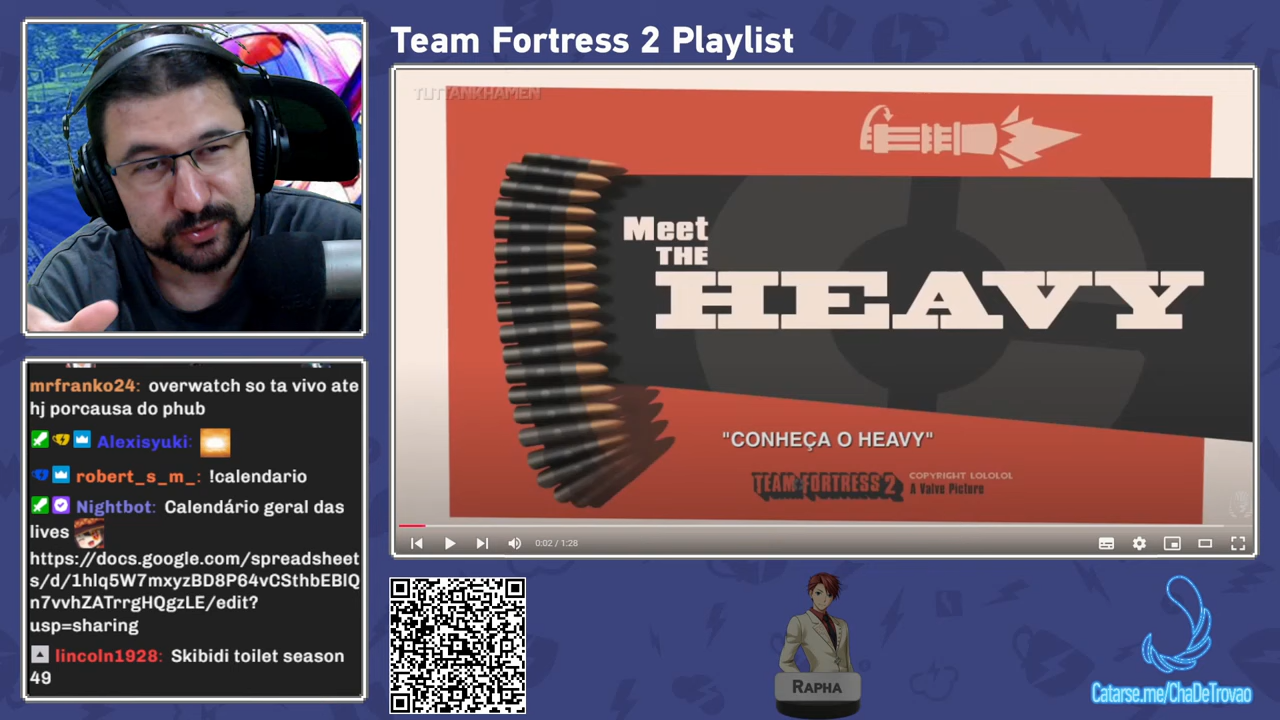 Team Fortress 2 Playlist
TUTTANKHAMEN
Meet
THE
HEAVY
"CONHEÇA O HEAVY"
TEAM FORTRESS 2
COPYRIGHT LOLOLOL
A Valve Picture
0:02 / 1:28
mrfranko24: overwatch so ta vivo ate
hj porcausa do phub
Alexisyuki:
robert_s_m_: !calendario
Nightbot: Calendário geral das
lives
https://docs.google.com/spreadsheet
s/d/1hlq5W7mxyzBD8P64vCSthbEBlQ
n7vvhZATrrgHQgzLE/edit?
usp=sharing
lincoln1928: Skibidi toilet season
49
RAPHA
Catarse.me/ChaDeTrovao